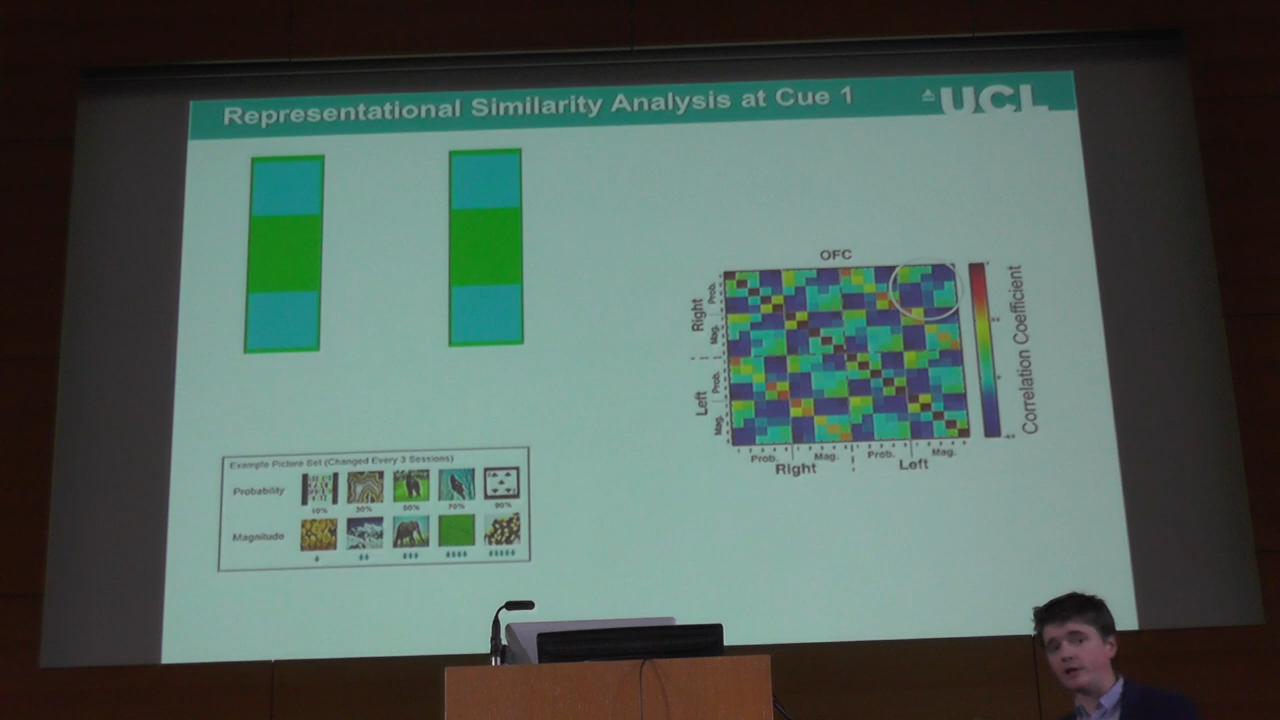 Representational Similarity Analysis at Cue 1
UCL
OFC
Right
Prob.
Mag.
Left
Prob.
Mag.
Correlation Coefficient
Prob.
Mag.
Prob.
Mag.
Right
Left
Example Picture Set (Changed Every 3 Sessions)
Probability
10% 30% 50% 70% 90%
Magnitude